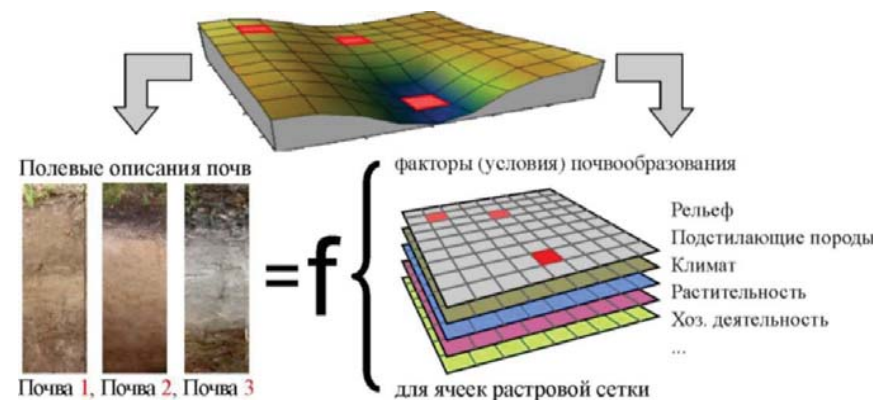 Полевые описания почв
= f {
Почва 1, Почва 2, Почва 3
факторы (условия) почвообразования
Рельеф
Подстилающие породы
Климат
Растительность
Хоз. деятельность
...
для ячеек растровой сетки